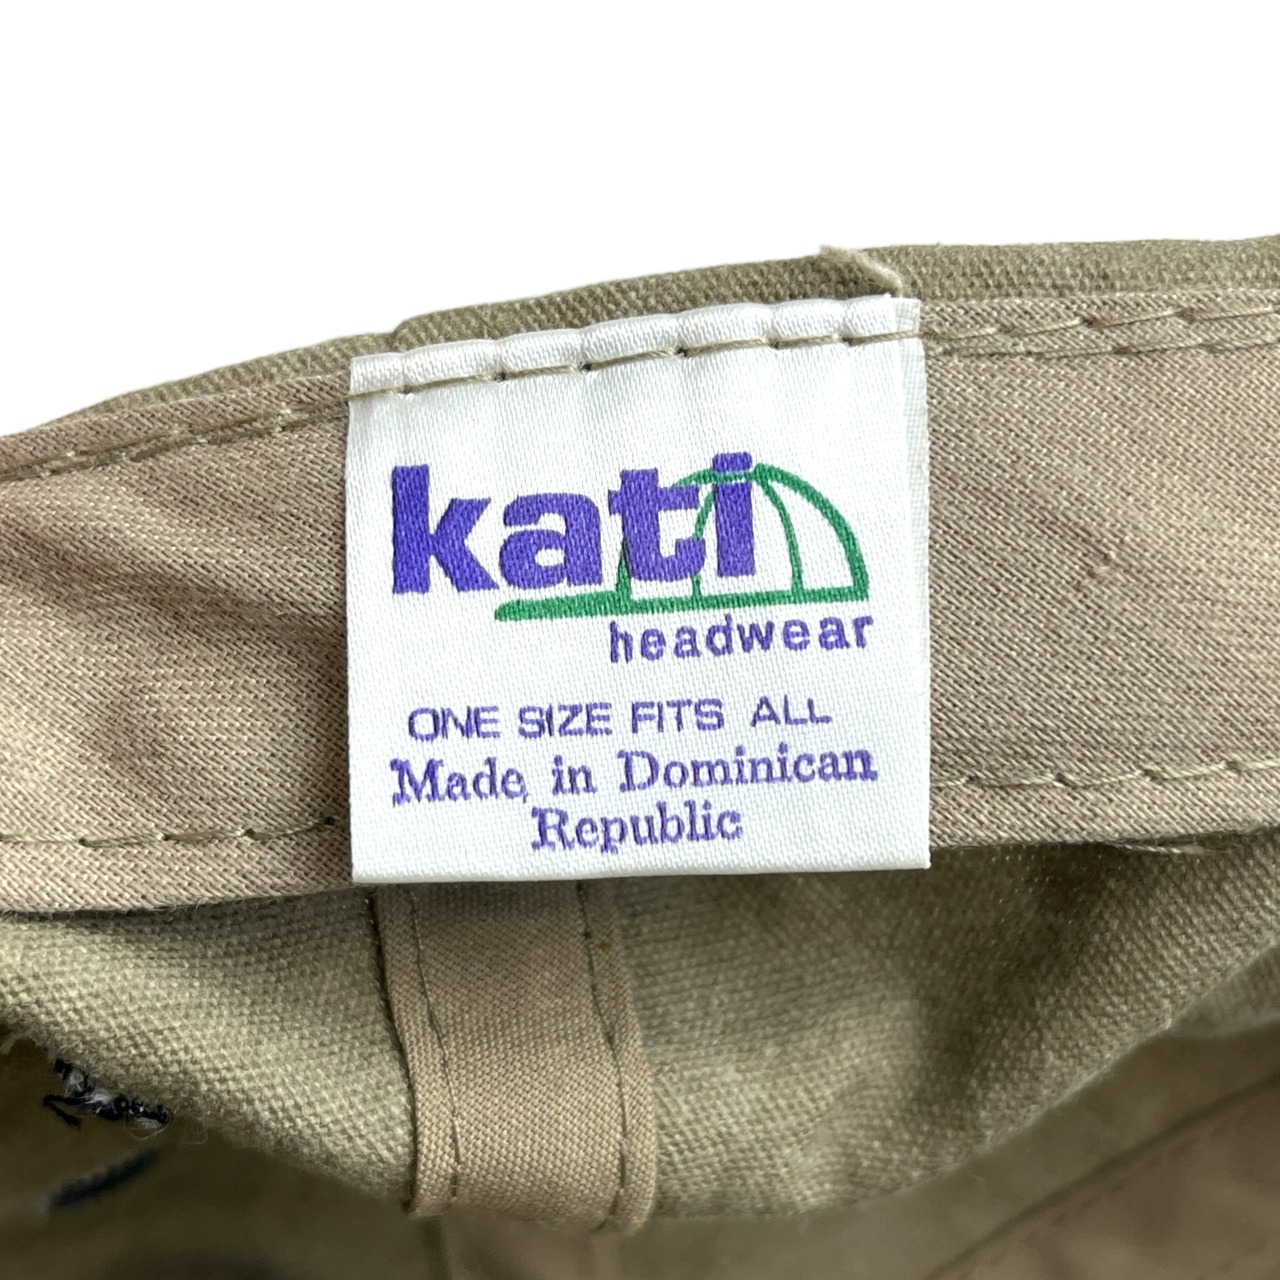 kati
headwear
ONE SIZE FITS ALL
Made in Dominican
Republic